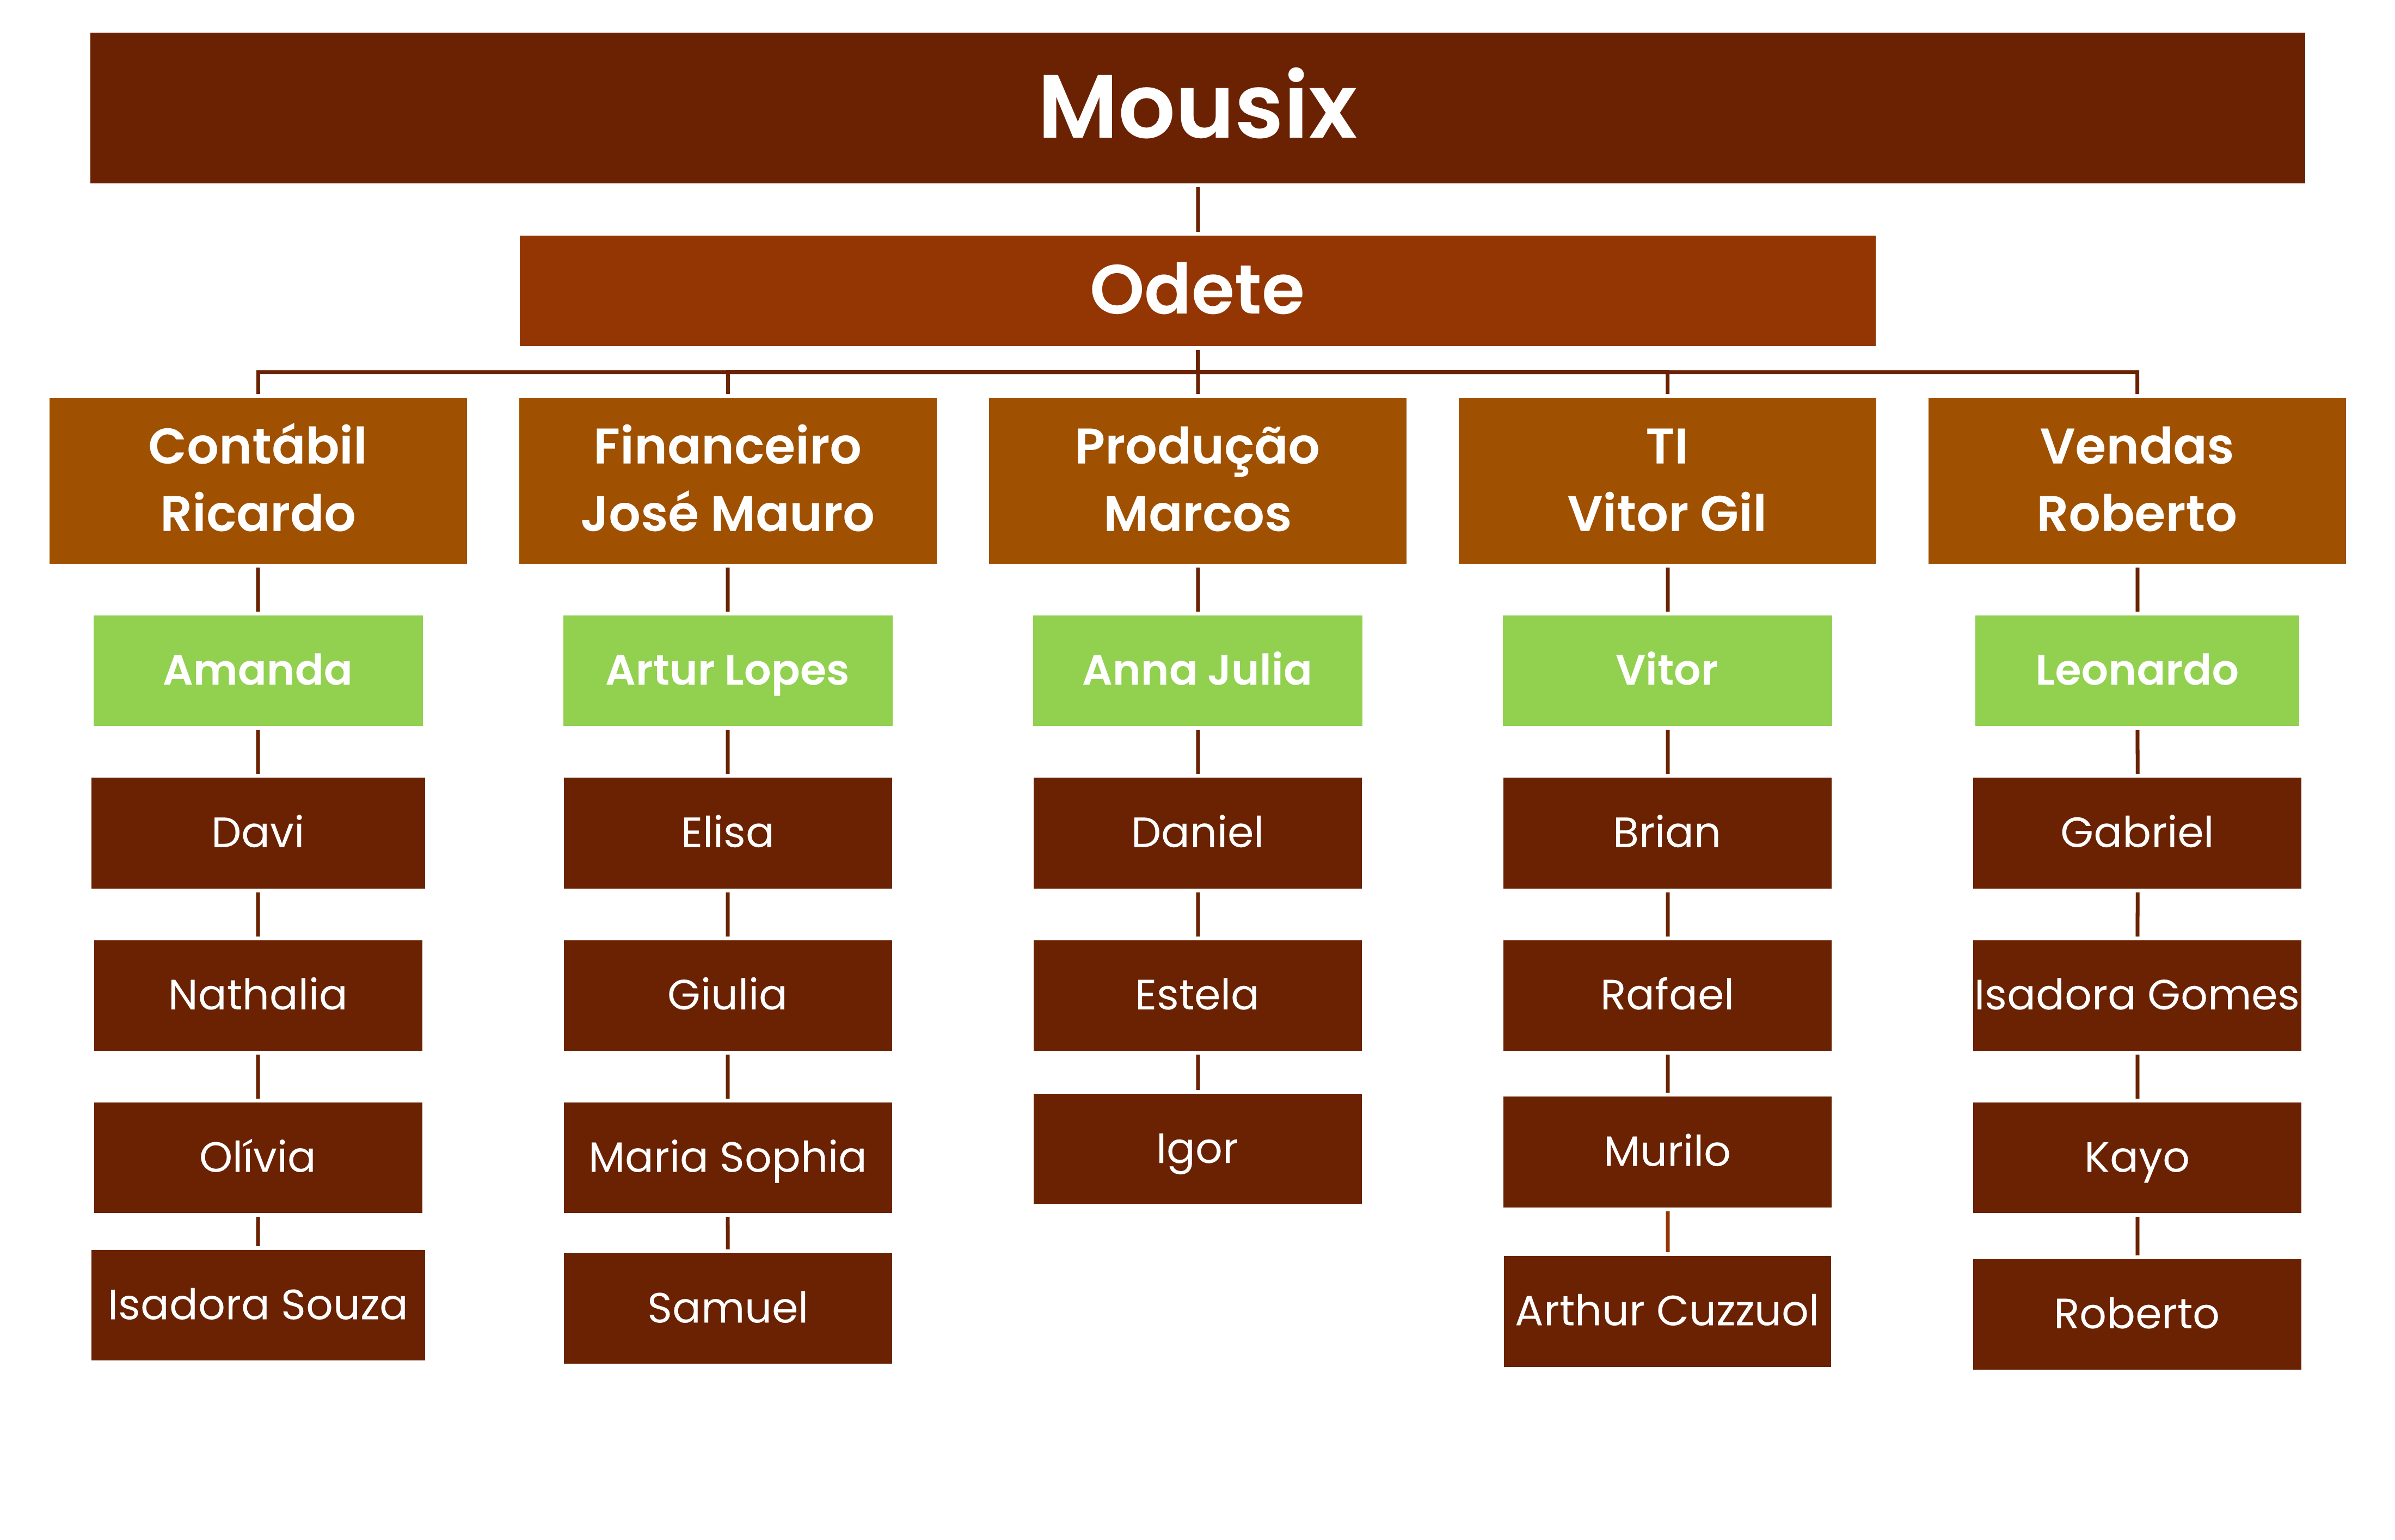 Mousix
Odete
Contábil
Ricardo
Financeiro
José Mauro
Produção
Marcos
TI
Vitor Gil
Vendas
Roberto
Amanda
Artur Lopes
Anna Julia
Vitor
Leonardo
Davi
Elisa
Daniel
Brian
Gabriel
Nathalia
Giulia
Estela
Rafael
Isadora Gomes
Olívia
Maria Sophia
Igor
Murilo
Kayo
Isadora Souza
Samuel
Arthur Cuzzuol
Roberto